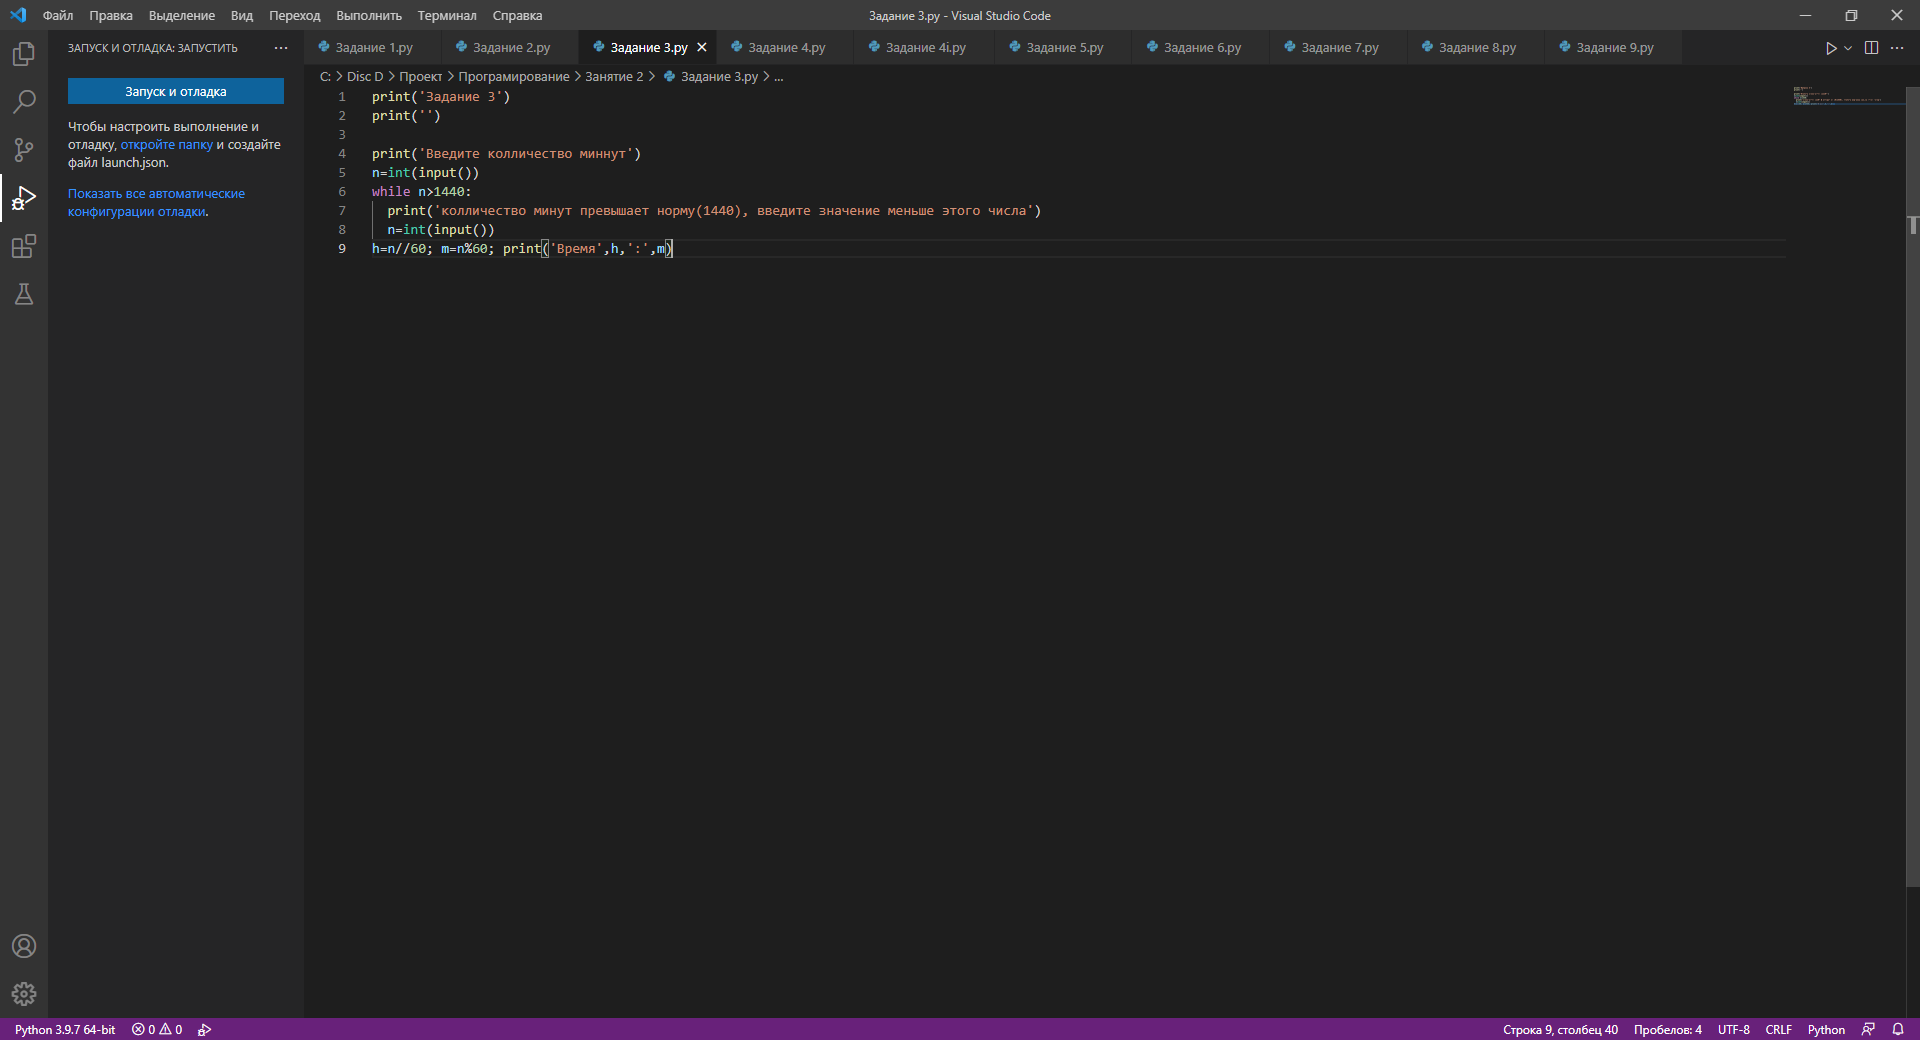 Файл Правка Выделение Вид Переход Выполнить Терминал Справка
Задание 3.py - Visual Studio Code
ЗАПУСК И ОТЛАДКА: ЗАПУСТИТЬ
Запуск и отладка
Чтобы настроить выполнение и
отладку, откройте папку и создайте
файл launch.json.
Показать все автоматические
конфигурации отладки.
Задание 1.py Задание 2.py Задание 3.py Задание 4.py Задание 4i.py Задание 5.py Задание 6.py Задание 7.py Задание 8.py Задание 9.py
C: > Disc D > Проект > Програмирование > Занятие 2 > Задание 3.py > ...
1 print('Задание 3')
2 print('')
3
4 print('Введите колличество миннут')
5 n=int(input())
6 while n>1440:
7 print('колличество минут превышает норму(1440), введите значение меньше этого числа')
8 n=int(input())
9 h=n//60; m=n%60; print('Время',h,':',m)
Python 3.9.7 64-bit 0 0
Строка 9, столбец 40 Пробелов: 4 UTF-8 CRLF Python